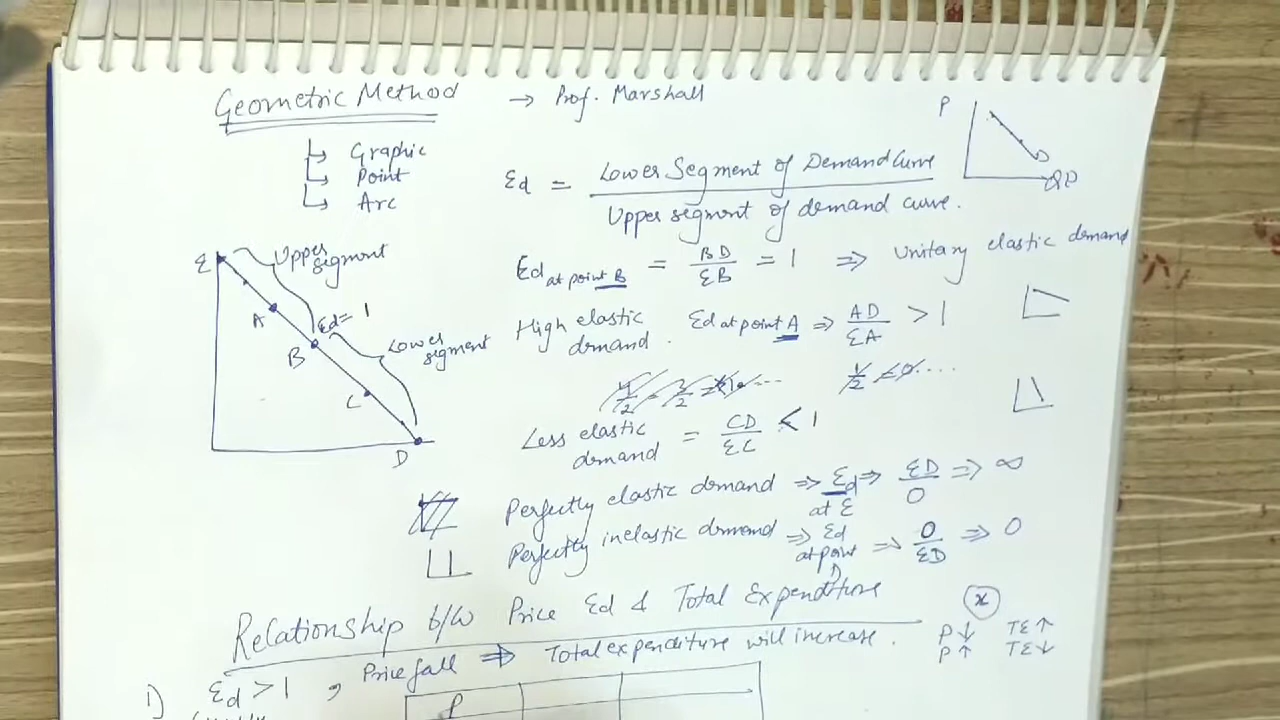 Geometric Method → Prof. Marshall
↳ Graphic
↳ Point
↳ Arc
P
D
QD
Ed = Lower Segment of Demand Curve / Upper segment of demand curve.
E
Upper segment
A
Ed = 1
B
Lower segment
C
D
Ed at point B = BD/EB = 1 ⇒ Unitary elastic demand
High elastic demand. Ed at point A ⇒ AD/EA > 1
Less elastic demand = CD/EC < 1
Perfectly elastic demand ⇒ Ed at E ⇒ ED/0 ⇒ ∞
Perfectly inelastic demand ⇒ Ed at point D ⇒ 0/ED ⇒ 0
Relationship b/w Price Ed & Total Expenditure
x
P↓ TE↑
P↑ TE↓
1) Ed > 1, Price fall ⇒ Total expenditure will increase.
P